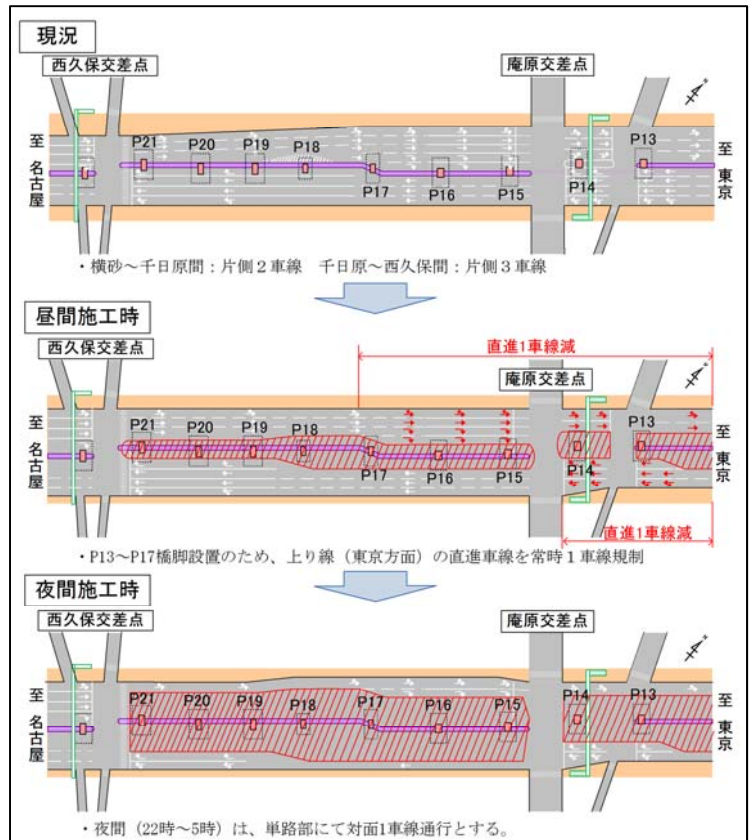 現況
西久保交差点
庵原交差点
至 名古屋
P21
P20
P19
P18
P17
P16
P15
P14
P13
至 東京
・横砂~千日原間:片側2車線 千日原~西久保間:片側3車線
昼間施工時
直進1車線減
西久保交差点
庵原交差点
至 名古屋
P21
P20
P19
P18
P17
P16
P15
P14
P13
至 東京
直進1車線減
・P13~P17橋脚設置のため、上り線(東京方面)の直進車線を常時1車線規制
夜間施工時
西久保交差点
庵原交差点
至 名古屋
P21
P20
P19
P18
P17
P16
P15
P14
P13
至 東京
・夜間(22時~5時)は、単路部にて対面1車線通行とする。